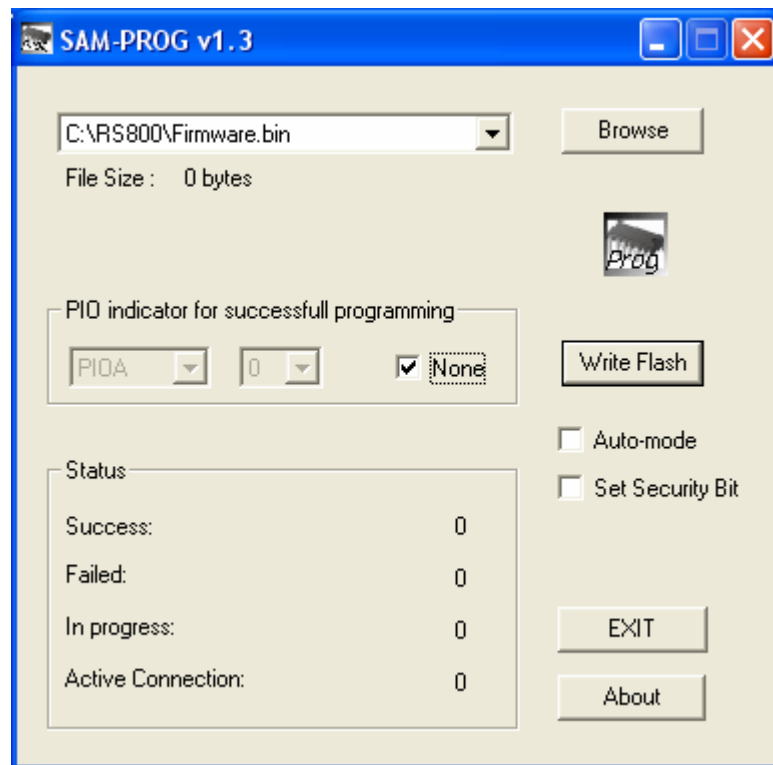 SAM-PROG v1.3
C:\RS800\Firmware.bin
Browse
File Size : 0 bytes
Prog
PIO indicator for successfull programming
PIOA
0
None
Write Flash
Auto-mode
Set Security Bit
Status
Success: 0
Failed: 0
In progress: 0
Active Connection: 0
EXIT
About